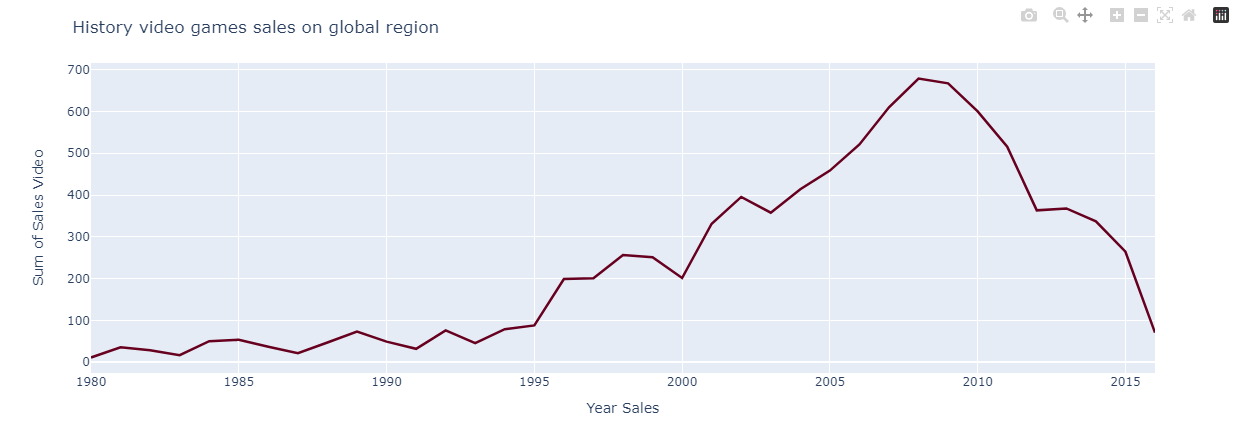 History video games sales on global region
700
600
500
400
300
200
100
0
Sum of Sales Video
1980 1985 1990 1995 2000 2005 2010 2015
Year Sales